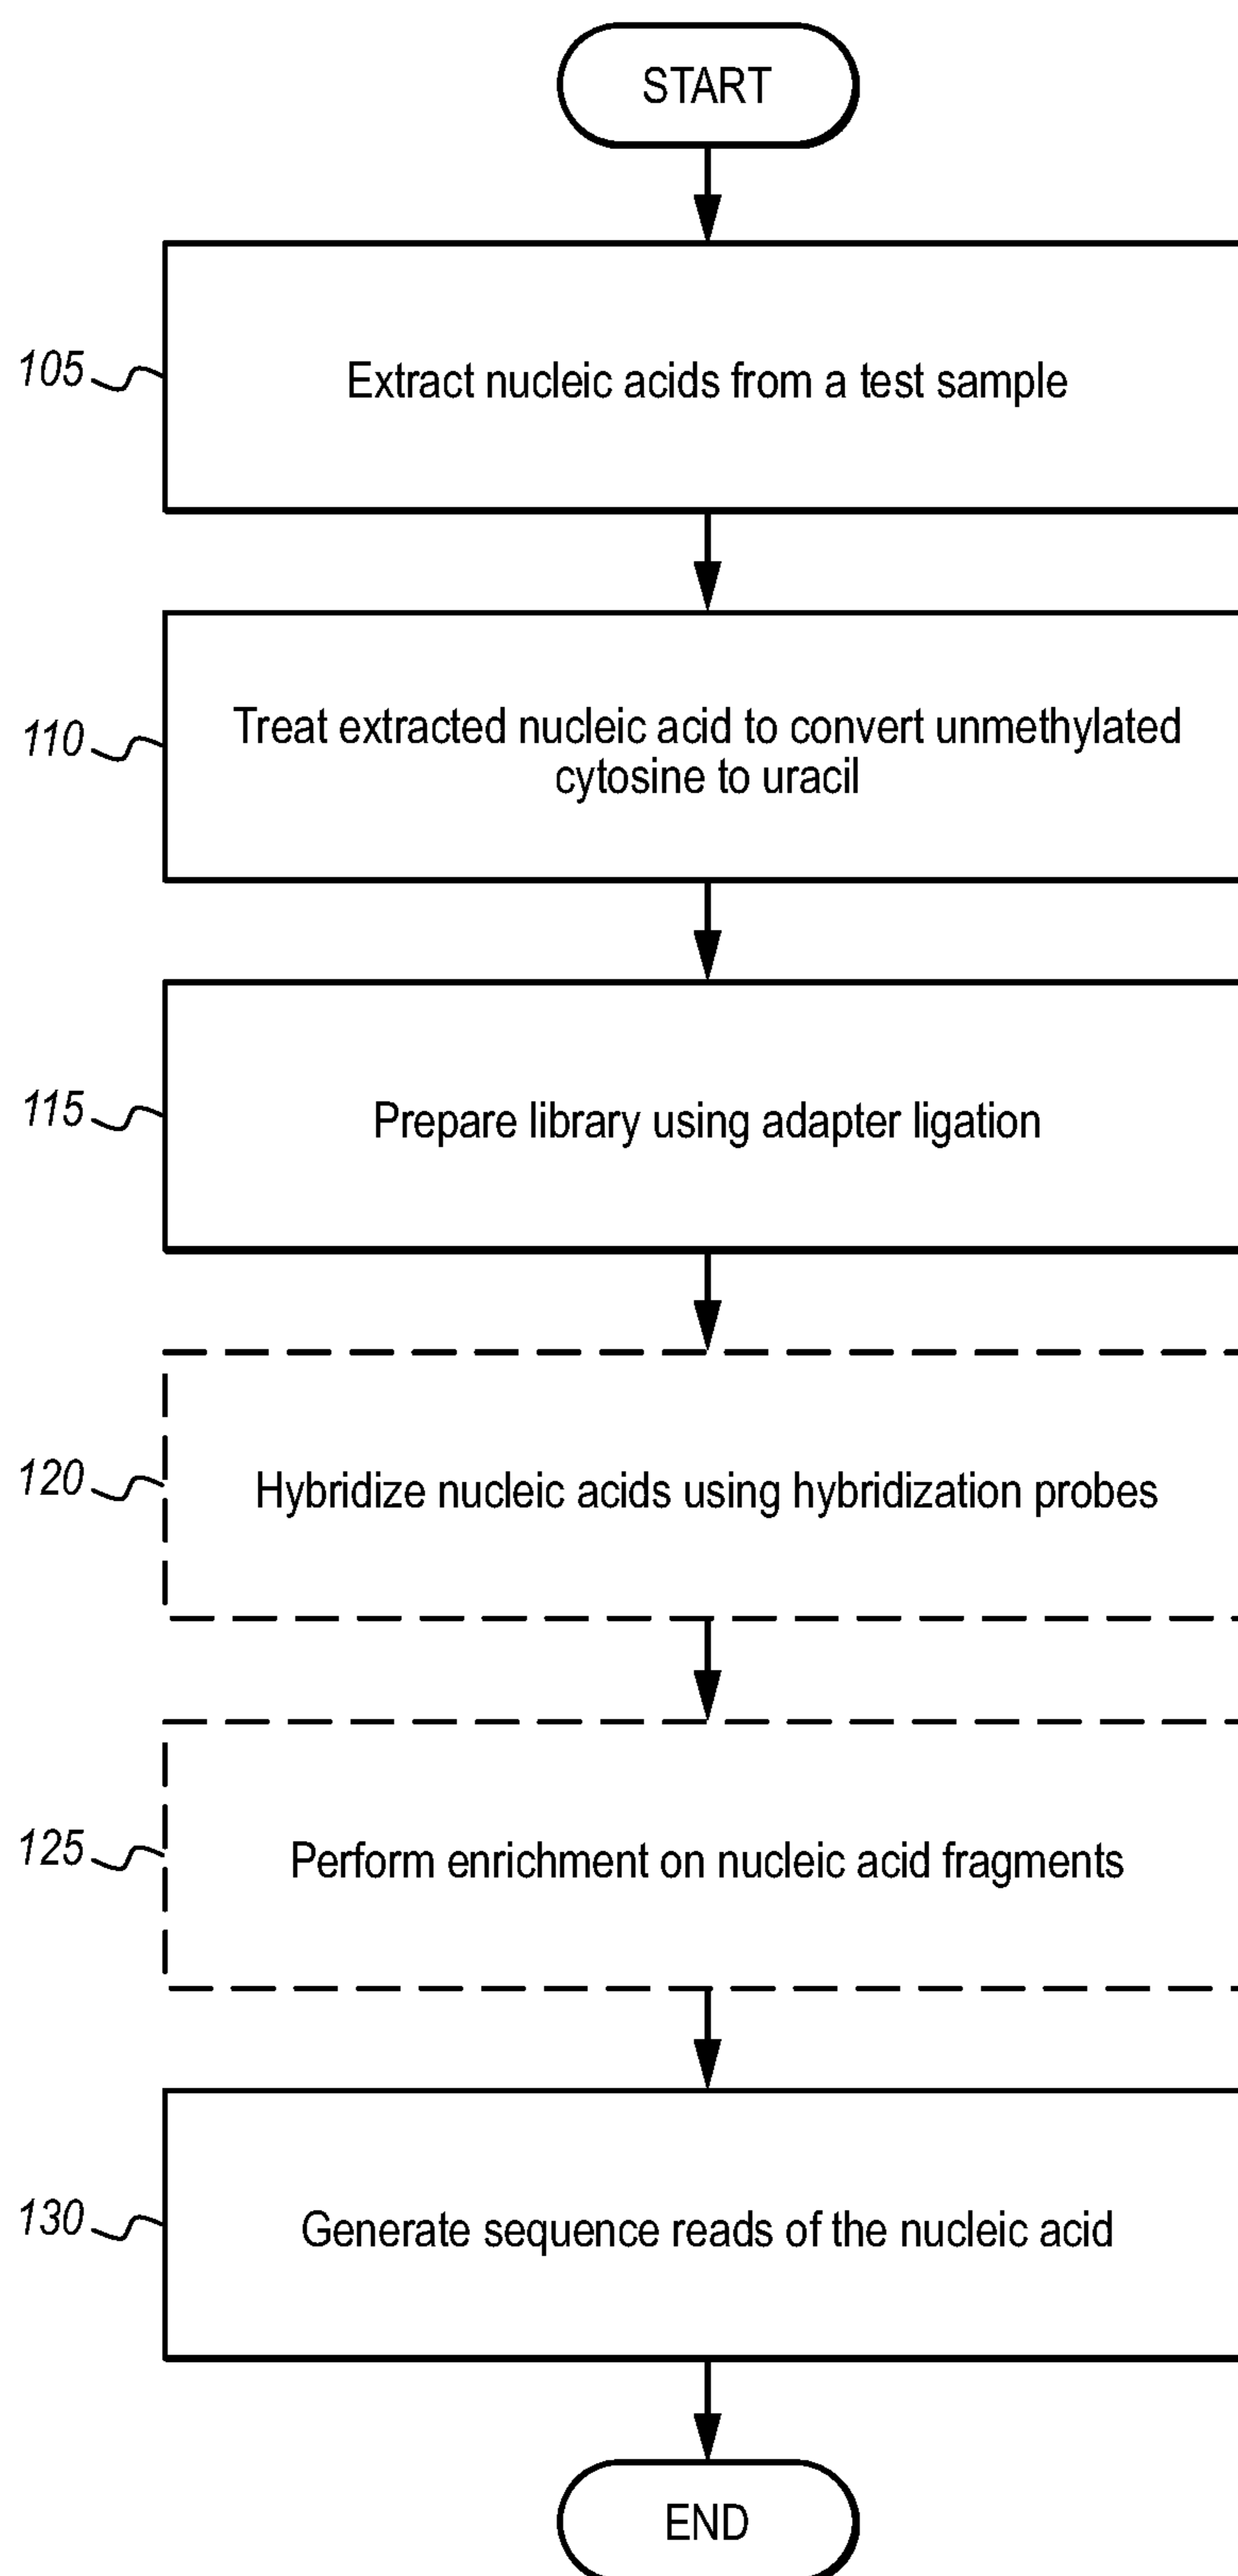 START
105
Extract nucleic acids from a test sample
110
Treat extracted nucleic acid to convert unmethylated
cytosine to uracil
115
Prepare library using adapter ligation
120
Hybridize nucleic acids using hybridization probes
125
Perform enrichment on nucleic acid fragments
130
Generate sequence reads of the nucleic acid
END